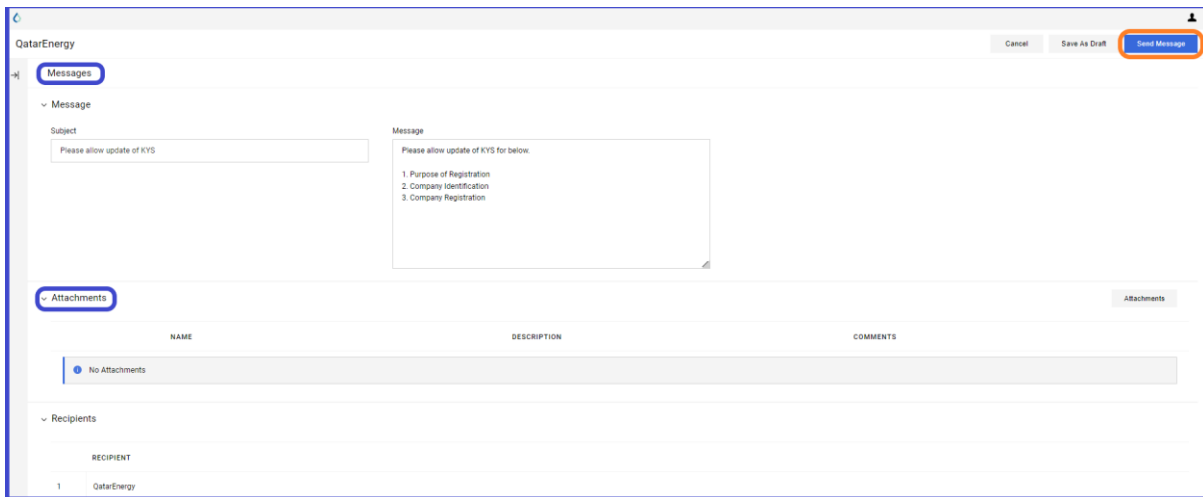 QatarEnergy
Cancel
Save As Draft
Send Message
Messages
Message
Subject
Please allow update of KYS
Message
Please allow update of KYS for below:
1. Purpose of Registration
2. Company Identification
3. Company Registration
Attachments
Attachments
NAME DESCRIPTION COMMENTS
No Attachments
Recipients
RECIPIENT
1 QatarEnergy